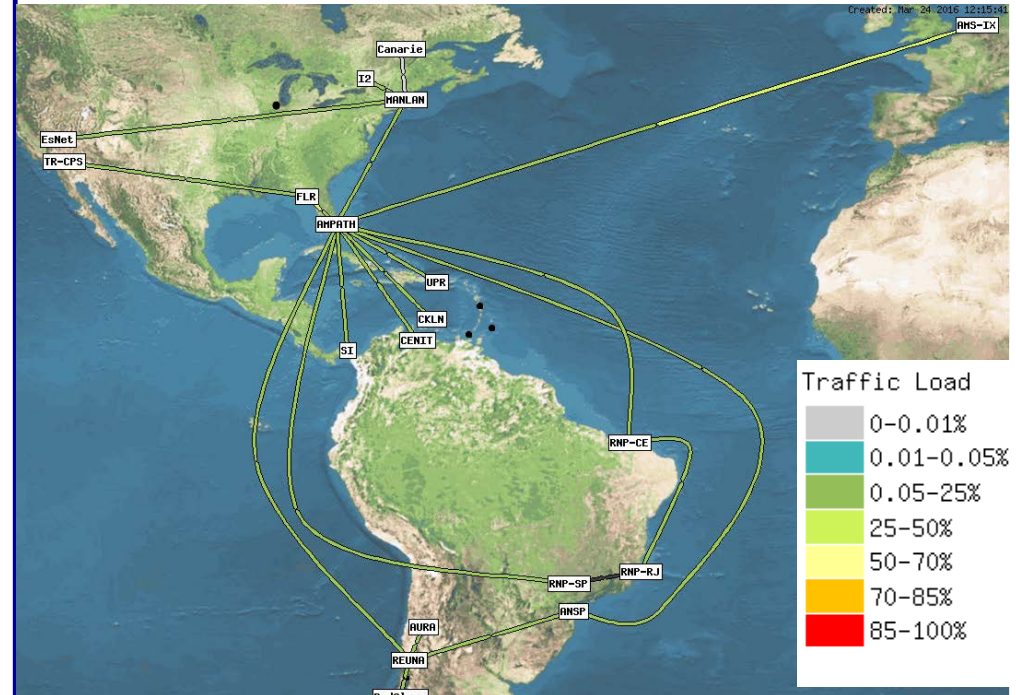 Created: Mar 24 2016 12:15:41
AMS-IX
Canarie
I2
MANLAN
EsNet
TR-CPS
FLR
AMPATH
UPR
CKLN
CENIT
SI
Traffic Load
0-0.01%
0.01-0.05%
0.05-25%
25-50%
50-70%
70-85%
85-100%
RNP-CE
RNP-RJ
RNP-SP
ANSP
AURA
REUNA